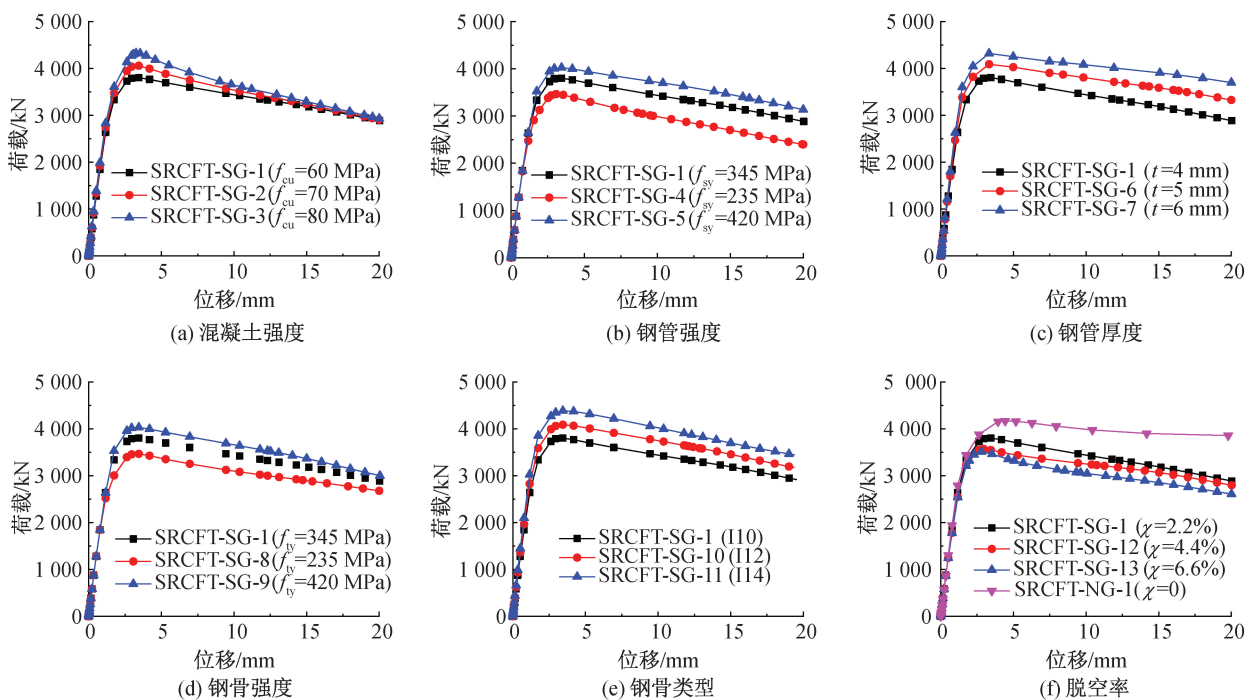 5 000
4 000
3 000
2 000
1 000
0
荷载/kN
SRCFT-SG-1(fcu=60 MPa)
SRCFT-SG-2(fcu=70 MPa)
SRCFT-SG-3(fcu=80 MPa)
0 5 10 15 20
位移/mm
(a) 混凝土强度
5 000
4 000
3 000
2 000
1 000
0
荷载/kN
SRCFT-SG-1(fsy=345 MPa)
SRCFT-SG-4(fsy=235 MPa)
SRCFT-SG-5(fsy=420 MPa)
0 5 10 15 20
位移/mm
(b) 钢管强度
5 000
4 000
3 000
2 000
1 000
0
荷载/kN
SRCFT-SG-1 (t=4 mm)
SRCFT-SG-6 (t=5 mm)
SRCFT-SG-7 (t=6 mm)
0 5 10 15 20
位移/mm
(c) 钢管厚度
5 000
4 000
3 000
2 000
1 000
0
荷载/kN
SRCFT-SG-1(fty=345 MPa)
SRCFT-SG-8(fty=235 MPa)
SRCFT-SG-9(fty=420 MPa)
0 5 10 15 20
位移/mm
(d) 钢骨强度
5 000
4 000
3 000
2 000
1 000
0
荷载/kN
SRCFT-SG-1 (I10)
SRCFT-SG-10 (I12)
SRCFT-SG-11 (I14)
0 5 10 15 20
位移/mm
(e) 钢骨类型
5 000
4 000
3 000
2 000
1 000
0
荷载/kN
SRCFT-SG-1 (χ=2.2%)
SRCFT-SG-12 (χ=4.4%)
SRCFT-SG-13 (χ=6.6%)
SRCFT-NG-1(χ=0)
0 5 10 15 20
位移/mm
(f) 脱空率